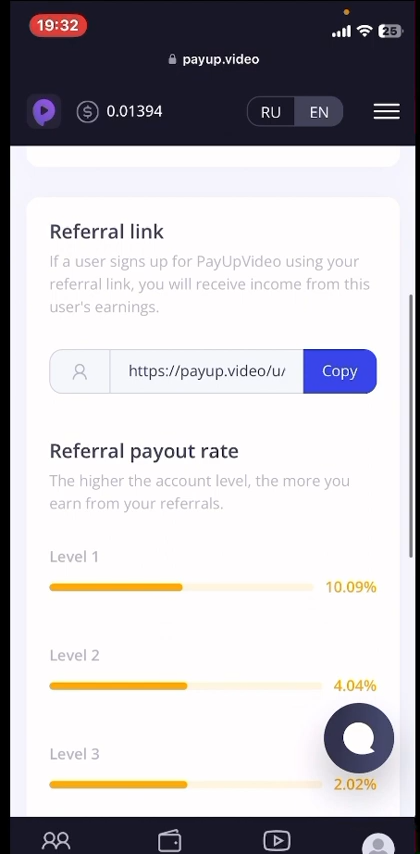 19:32
25
payup.video
0.01394
RU
EN
Referral link
If a user signs up for PayUpVideo using your
referral link, you will receive income from this
user's earnings.
https://payup.video/u/
Copy
Referral payout rate
The higher the account level, the more you
earn from your referrals.
Level 1
10.09%
Level 2
4.04%
Level 3
2.02%